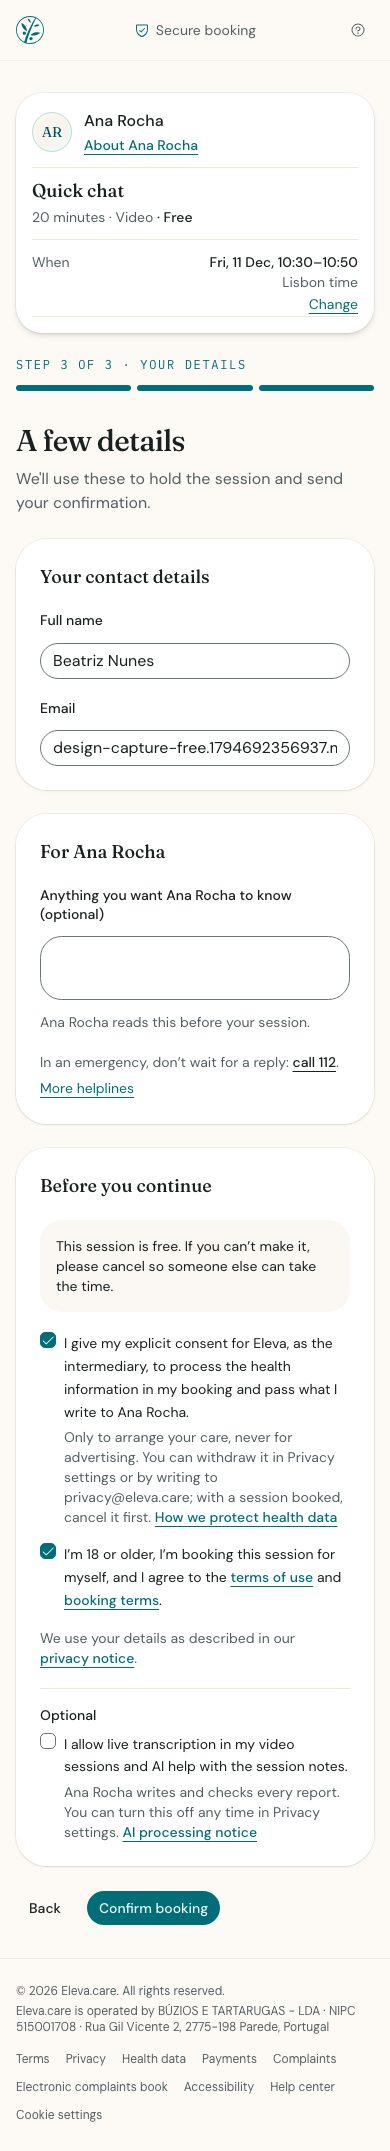 Secure booking
AR
Ana Rocha
About Ana Rocha
Quick chat
20 minutes · Video · Free
When
Fri, 11 Dec, 10:30–10:50
Lisbon time
Change
STEP 3 OF 3 · YOUR DETAILS
A few details
We'll use these to hold the session and send
your confirmation.
Your contact details
Full name
Beatriz Nunes
Email
design-capture-free.1794692356937.n
For Ana Rocha
Anything you want Ana Rocha to know
(optional)
Ana Rocha reads this before your session.
In an emergency, don’t wait for a reply: call 112.
More helplines
Before you continue
This session is free. If you can’t make it,
please cancel so someone else can take
the time.
I give my explicit consent for Eleva, as the
intermediary, to process the health
information in my booking and pass what I
write to Ana Rocha.
Only to arrange your care, never for
advertising. You can withdraw it in Privacy
settings or by writing to
privacy@eleva.care; with a session booked,
cancel it first. How we protect health data
I’m 18 or older, I’m booking this session for
myself, and I agree to the terms of use and
booking terms.
We use your details as described in our
privacy notice.
Optional
I allow live transcription in my video
sessions and AI help with the session notes.
Ana Rocha writes and checks every report.
You can turn this off any time in Privacy
settings. AI processing notice
Back
Confirm booking
© 2026 Eleva.care. All rights reserved.
Eleva.care is operated by BÚZIOS E TARTARUGAS - LDA · NIPC
515001708 · Rua Gil Vicente 2, 2775-198 Parede, Portugal
Terms Privacy Health data Payments Complaints
Electronic complaints book Accessibility Help center
Cookie settings